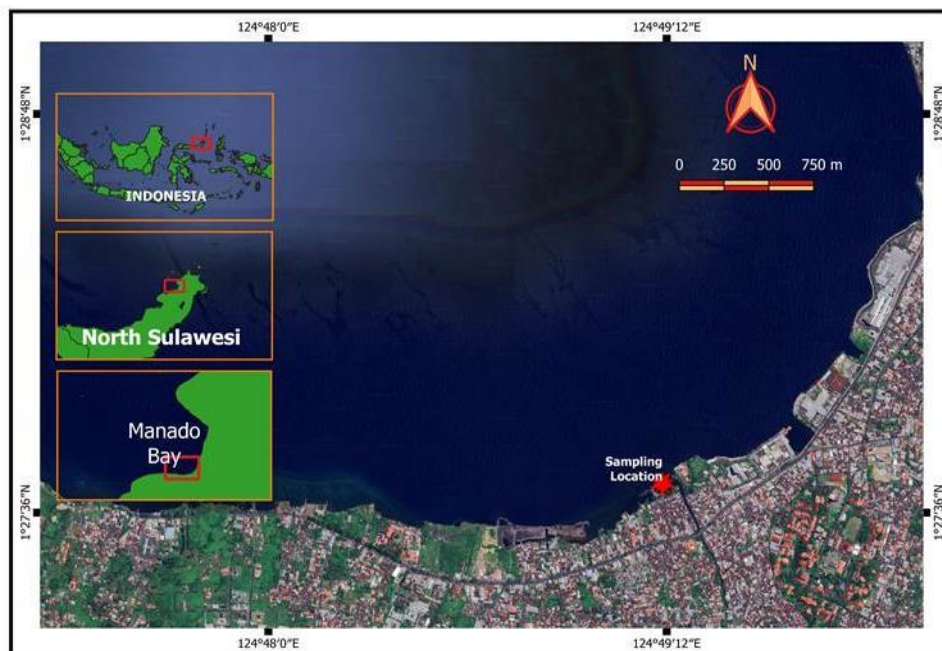 124°48'0"E
124°49'12"E
1°28'48"N
1°28'48"N
N
0 250 500 750 m
INDONESIA
North Sulawesi
Manado
Bay
Sampling
Location
1°27'36"N
1°27'36"N
124°48'0"E
124°49'12"E